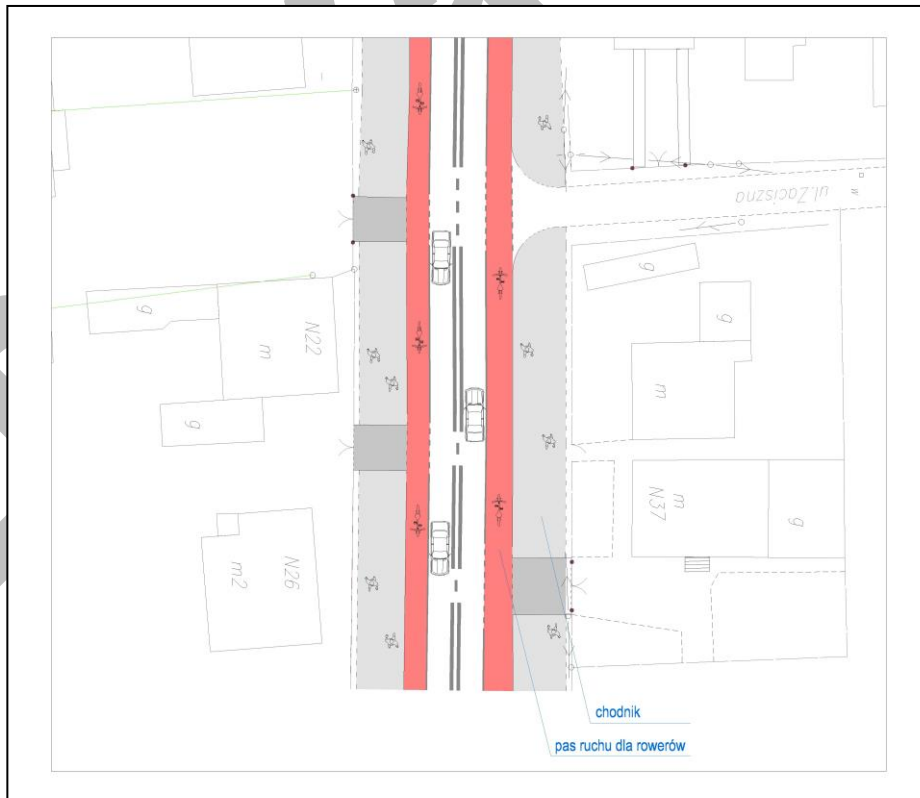 ul.Zaciszna
g
g
N22
m
g
g
m
m
N37
g
N26
m2
chodnik
pas ruchu dla rowerów